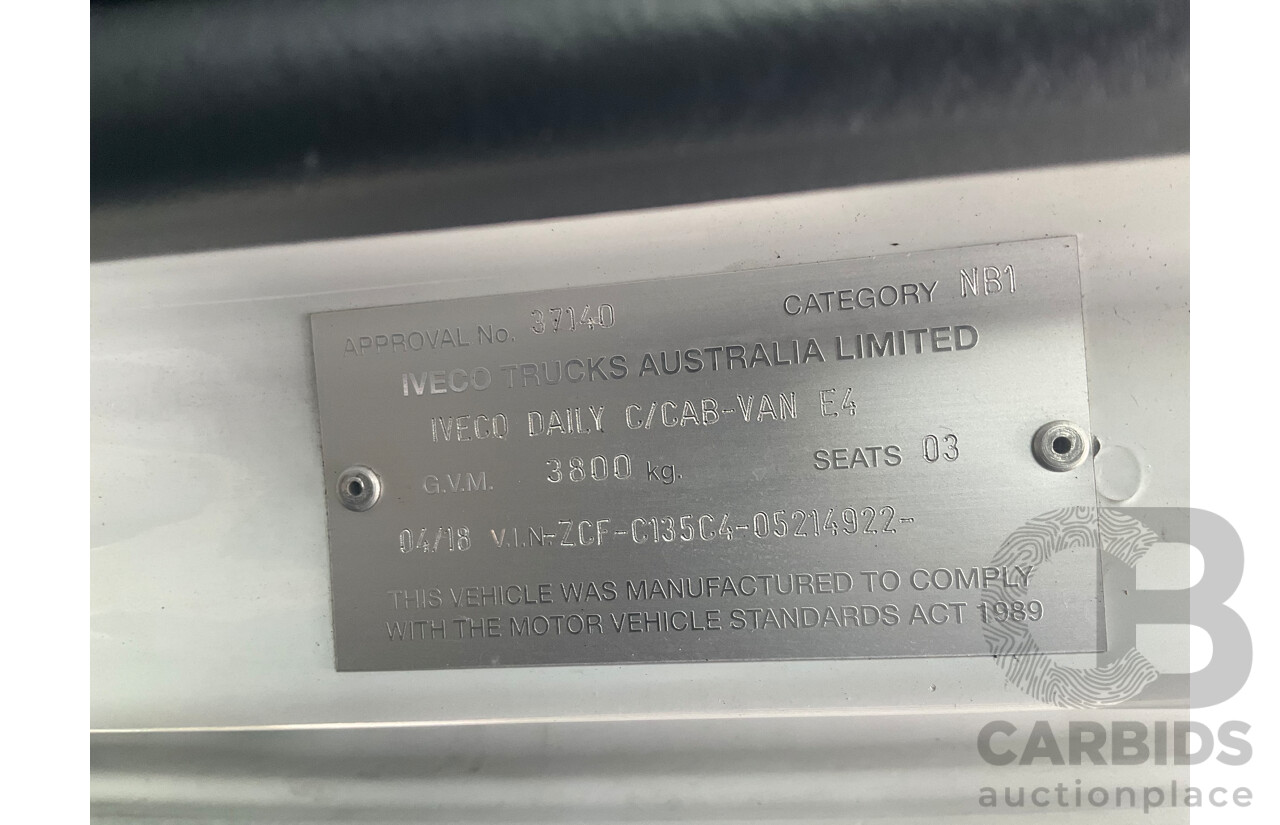 APPROVAL No. 37140 CATEGORY NB1
IVECO TRUCKS AUSTRALIA LIMITED
IVECO DAILY C/CAB-VAN E4
G.V.M. 3800 kg. SEATS 03
04/18 V.I.N-ZCF-C135C4-05214922-
THIS VEHICLE WAS MANUFACTURED TO COMPLY
WITH THE MOTOR VEHICLE STANDARDS ACT 1989
CB
CARBIDS
auctionplace